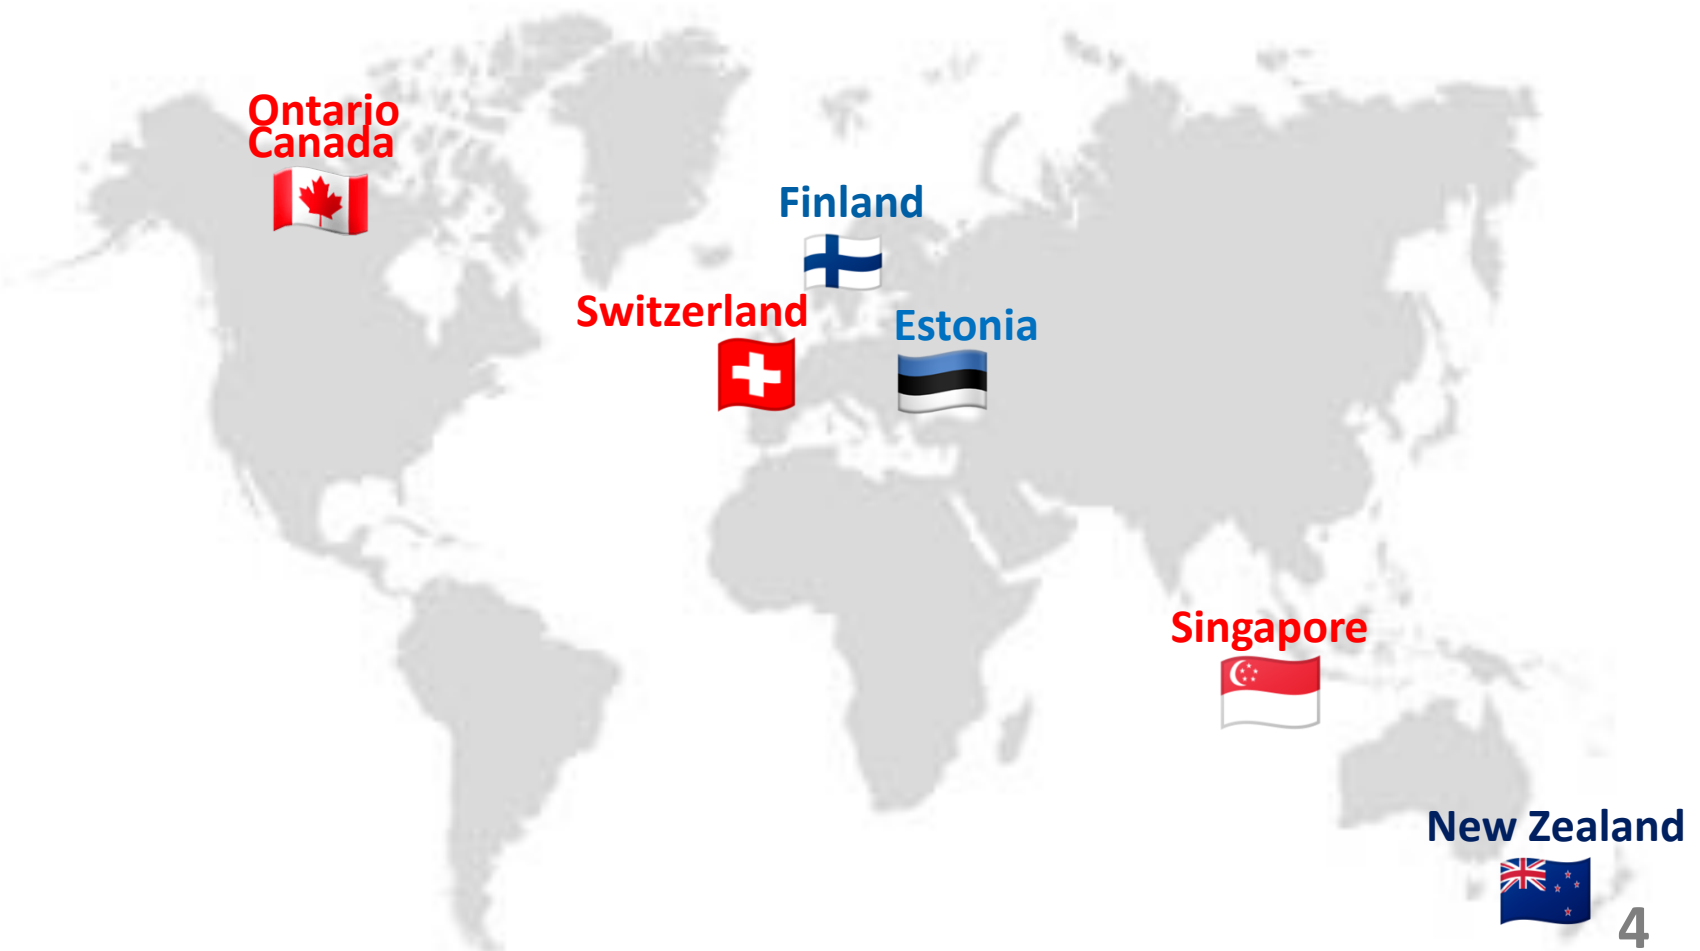 Ontario
Canada
Finland
Switzerland
Estonia
Singapore
New Zealand
4